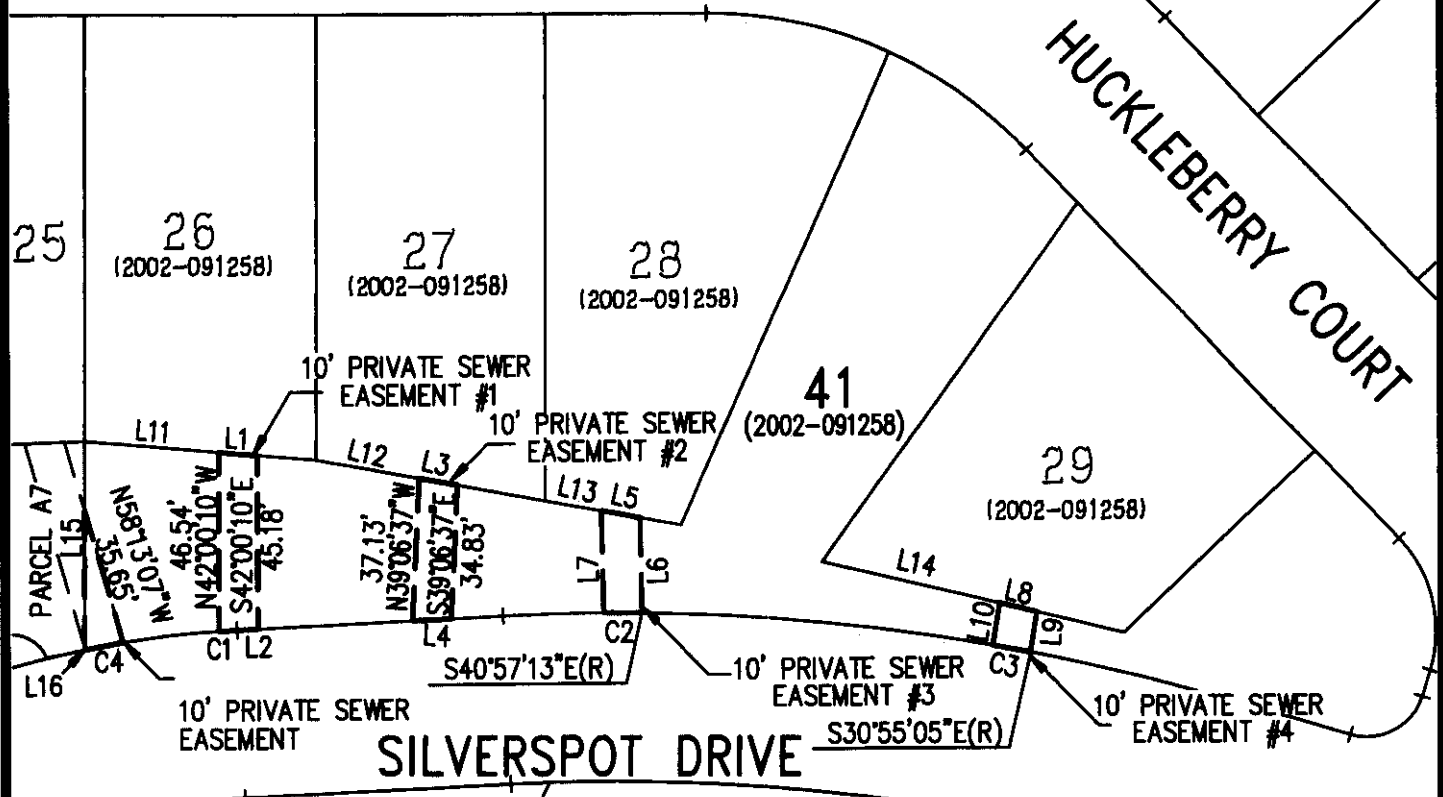 HUCKLEBERRY COURT
25
26
(2002-091258)
27
(2002-091258)
28
(2002-091258)
41
(2002-091258)
29
(2002-091258)
10' PRIVATE SEWER
EASEMENT #1
10' PRIVATE SEWER
EASEMENT #2
L11
L1
L12
L3
L13
L5
L14
L8
PARCEL A7
L15
N58°13'07"W
35.65'
46.54'
N42°00'10"W
S42°00'10"E
45.18'
37.13'
N39°06'37"W
S39°06'37"E
34.83'
L7
L6
L10
L9
L16
C4
C1
L2
L4
C2
C3
S40°57'13"E(R)
10' PRIVATE SEWER
EASEMENT #3
S30°55'05"E(R)
10' PRIVATE SEWER
EASEMENT #4
10' PRIVATE SEWER
EASEMENT
SILVERSPOT DRIVE